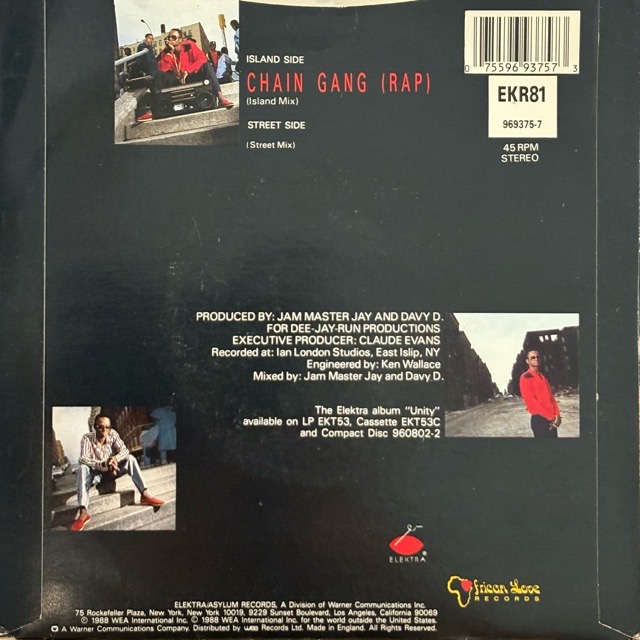 ISLAND SIDE
CHAIN GANG (RAP)
(Island Mix)
STREET SIDE
(Street Mix)
0 75596 93757 3
EKR81
969375-7
45 RPM
STEREO
PRODUCED BY: JAM MASTER JAY AND DAVY D.
FOR DEE-JAY-RUN PRODUCTIONS
EXECUTIVE PRODUCER: CLAUDE EVANS
Recorded at: Ian London Studios, East Islip, NY
Engineered by: Ken Wallace
Mixed by: Jam Master Jay and Davy D.
The Elektra album "Unity"
available on LP EKT53, Cassette EKT53C
and Compact Disc 960802-2
ELEKTRA®
African Love
RECORDS
ELEKTRA/ASYLUM RECORDS, A Division of Warner Communications Inc.
75 Rockefeller Plaza, New York, New York 10019. 9229 Sunset Boulevard, Los Angeles, California 90069
℗ 1988 WEA International Inc. © 1988 WEA International Inc. for the world outside the United States.
A Warner Communications Company. Distributed by wea Records Ltd. Made in England. All Rights Reserved.